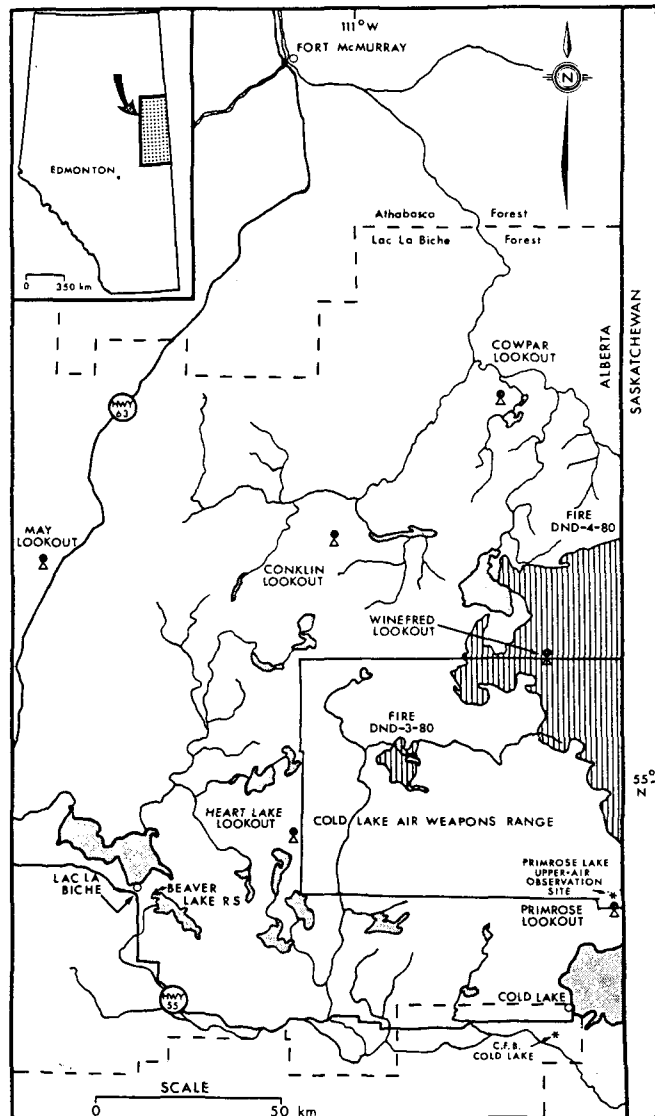 111° W
FORT McMURRAY
N
EDMONTON
0 350 km
Athabasca Forest
Lac La Biche Forest
ALBERTA
SASKATCHEWAN
COWPAR
LOOKOUT
HWY
63
FIRE
DND-4-80
MAY
LOOKOUT
CONKLIN
LOOKOUT
WINEFRED
LOOKOUT
FIRE
DND-3-80
55°
N
HEART LAKE
LOOKOUT
COLD LAKE AIR WEAPONS RANGE
PRIMROSE LAKE
UPPER-AIR
OBSERVATION
SITE
LAC LA
BICHE
BEAVER
LAKE RS
PRIMROSE
LOOKOUT
HWY
55
COLD LAKE
C.F.B.
COLD LAKE
SCALE
0 50 km